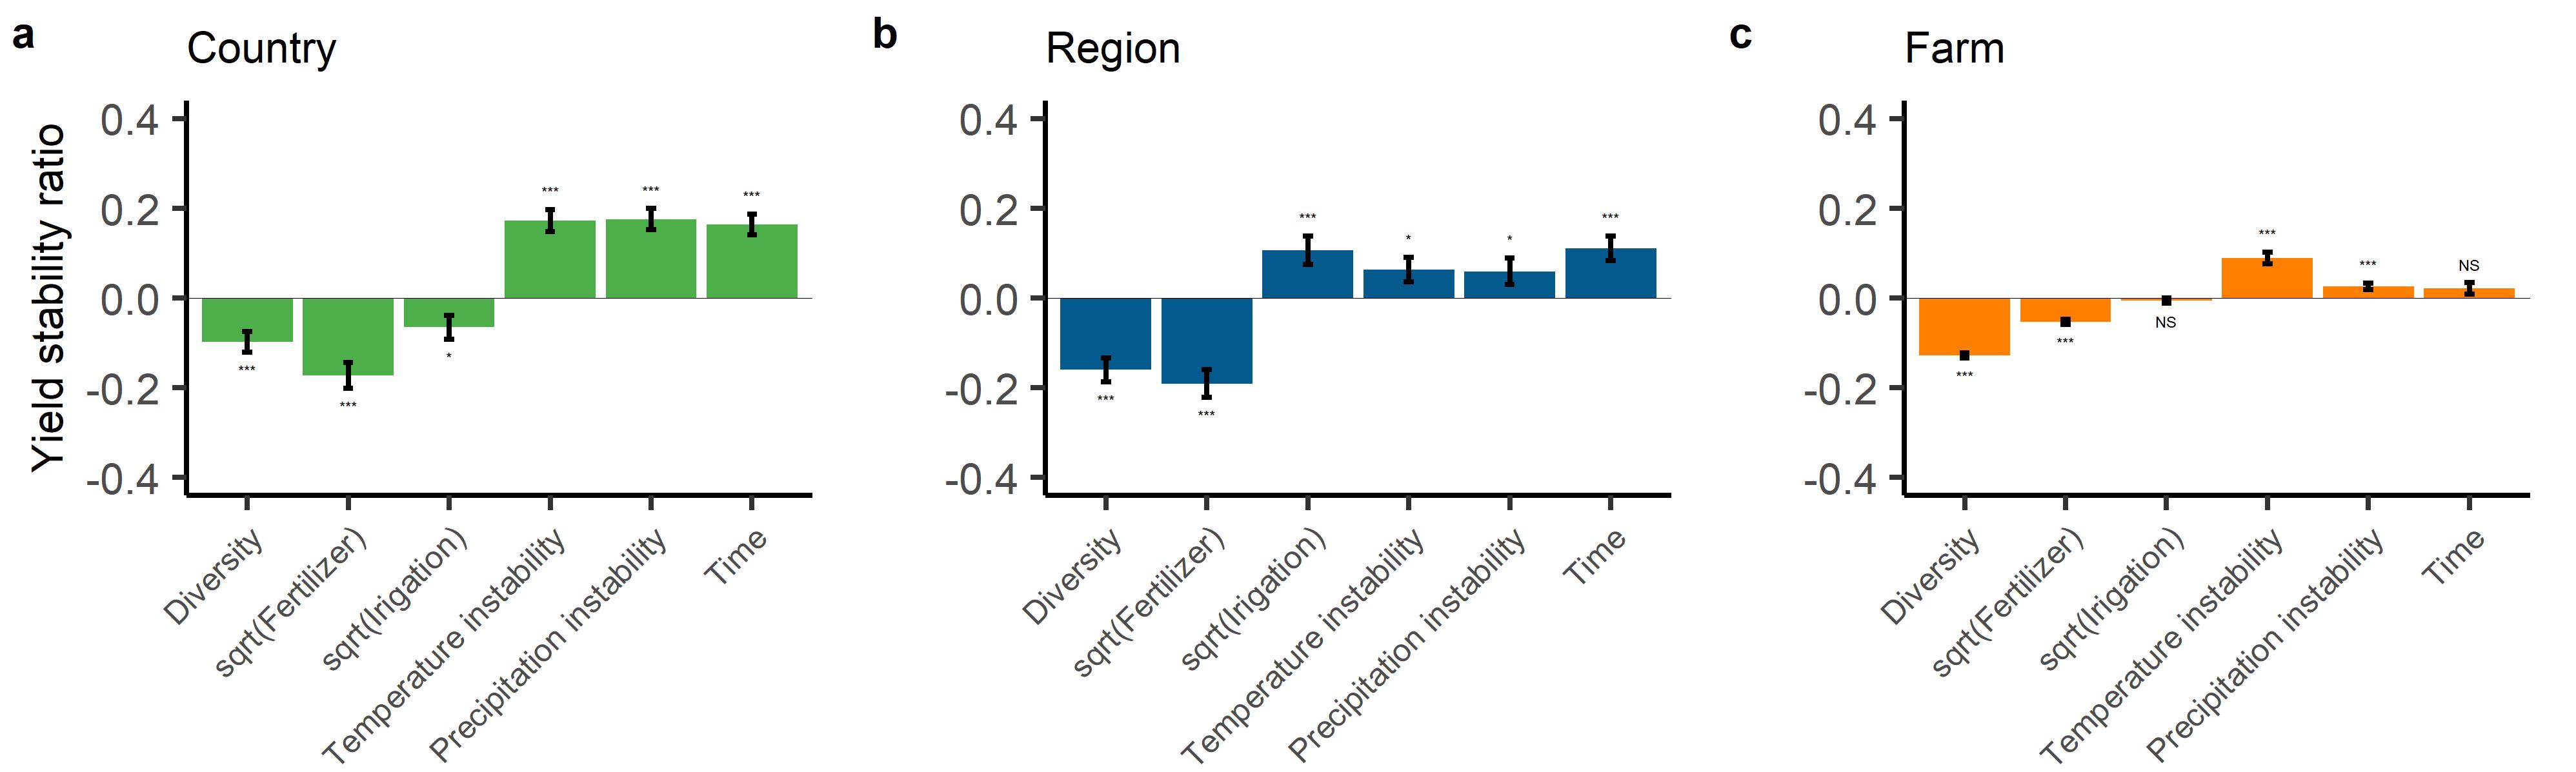 a
Country
Yield stability ratio
0.4
0.2
0.0
-0.2
-0.4
***
***
*
***
***
***
Diversity
sqrt(Fertilizer)
sqrt(Irigation)
Temperature instability
Precipitation instability
Time
b
Region
0.4
0.2
0.0
-0.2
-0.4
***
***
***
*
*
***
Diversity
sqrt(Fertilizer)
sqrt(Irigation)
Temperature instability
Precipitation instability
Time
c
Farm
0.4
0.2
0.0
-0.2
-0.4
***
***
NS
***
***
NS
Diversity
sqrt(Fertilizer)
sqrt(Irigation)
Temperature instability
Precipitation instability
Time